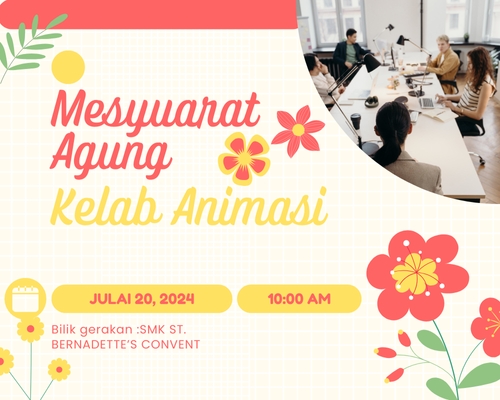 Mesyuarat
Agung
Kelab Animasi
JULAI 20, 2024
10:00 AM
Bilik gerakan :SMK ST.
BERNADETTE'S CONVENT